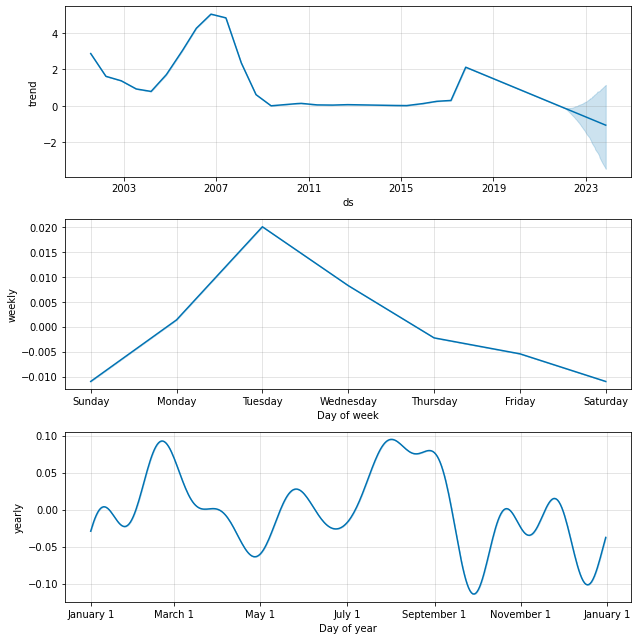 4
2
0
−2
trend
2003 2007 2011 2015 2019 2023
ds
0.020
0.015
0.010
0.005
0.000
−0.005
−0.010
weekly
Sunday Monday Tuesday Wednesday Thursday Friday Saturday
Day of week
0.10
0.05
0.00
−0.05
−0.10
yearly
January 1 March 1 May 1 July 1 September 1 November 1 January 1
Day of year